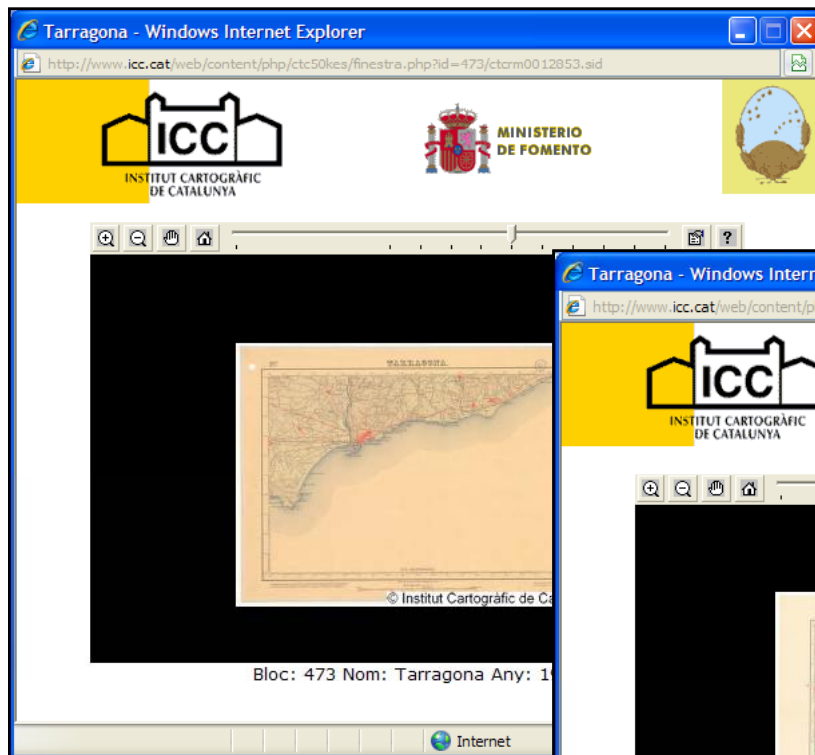 Tarragona - Windows Internet Explorer
http://www.icc.cat/web/content/php/ctc50kes/finestra.php?id=473/ctcrm0012853.sid
ICC
INSTITUT CARTOGRÀFIC
DE CATALUNYA
MINISTERIO
DE FOMENTO
?
TARRAGONA
© Institut Cartogràfic de Ca
Bloc: 473 Nom: Tarragona Any: 19
Internet
Tarragona - Windows Intern
http://www.icc.cat/web/content/p
ICC
INSTITUT CARTOGRÀFIC
DE CATALUNYA